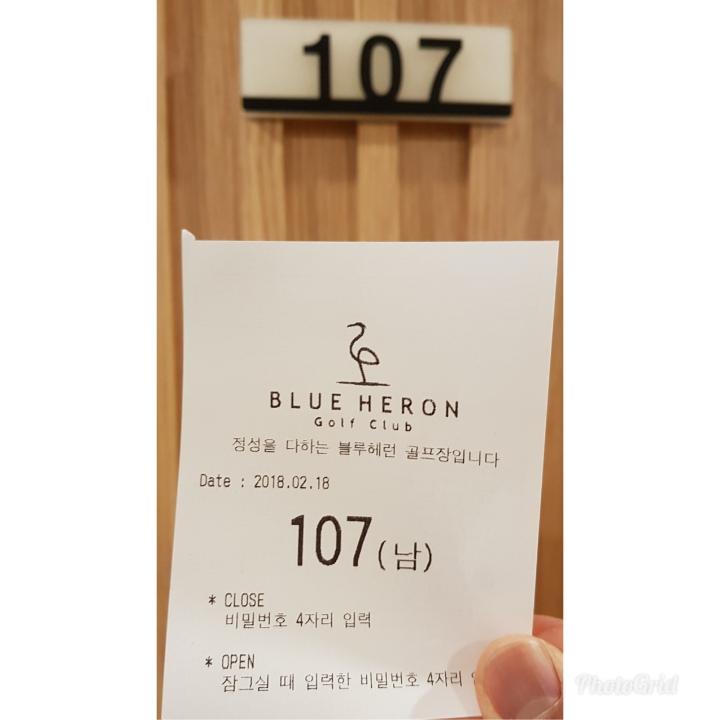 107
BLUE HERON
Golf Club
정성을 다하는 블루헤런 골프장입니다
Date : 2018.02.18
107(남)
* CLOSE
비밀번호 4자리 입력
* OPEN
잠그실 때 입력한 비밀번호 4자리
PhotoGrid